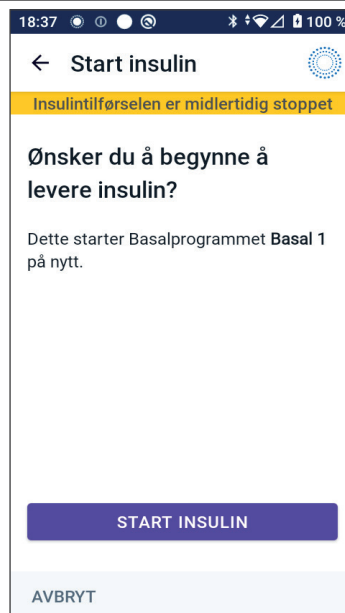 18:37 100 %
Start insulin
Insulintilførselen er midlertidig stoppet
Ønsker du å begynne å
levere insulin?
Dette starter Basalprogrammet Basal 1
på nytt.
START INSULIN
AVBRYT